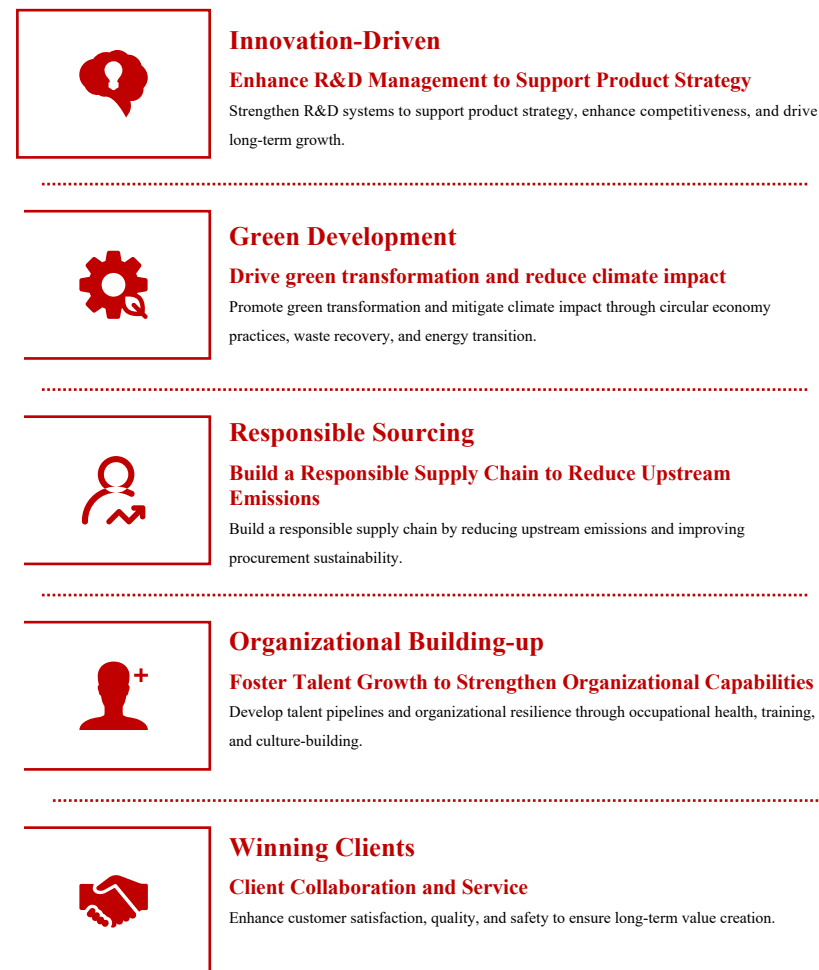 Innovation-Driven
Enhance R&D Management to Support Product Strategy
Strengthen R&D systems to support product strategy, enhance competitiveness, and drive
long-term growth.
Green Development
Drive green transformation and reduce climate impact
Promote green transformation and mitigate climate impact through circular economy
practices, waste recovery, and energy transition.
Responsible Sourcing
Build a Responsible Supply Chain to Reduce Upstream
Emissions
Build a responsible supply chain by reducing upstream emissions and improving
procurement sustainability.
Organizational Building-up
Foster Talent Growth to Strengthen Organizational Capabilities
Develop talent pipelines and organizational resilience through occupational health, training,
and culture-building.
Winning Clients
Client Collaboration and Service
Enhance customer satisfaction, quality, and safety to ensure long-term value creation.